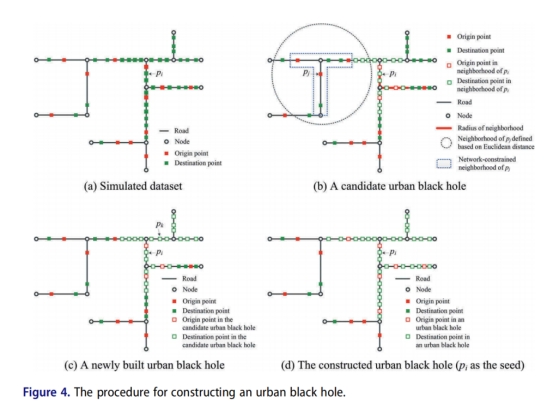 p_i
Road
Node
Origin point
Destination point
(a) Simulated dataset
p_j
p_i
Origin point
Destination point
Origin point in
neighborhood of p_i
Destination point in
neighborhood of p_i
Road
Node
Radius of neighborhood
Neighborhood of p_j defined
based on Euclidean distance
Network-constrained
neighborhood of p_j
(b) A candidate urban black hole
p_k
p_i
Road
Node
Origin point
Destination point
Origin point in the
candidate urban black hole
Destination point in the
candidate urban black hole
(c) A newly built urban black hole
p_i
Road
Node
Origin point
Destination point
Origin point in an
urban black hole
Destination point in
an urban black hole
(d) The constructed urban black hole (p_i as the seed)
Figure 4. The procedure for constructing an urban black hole.